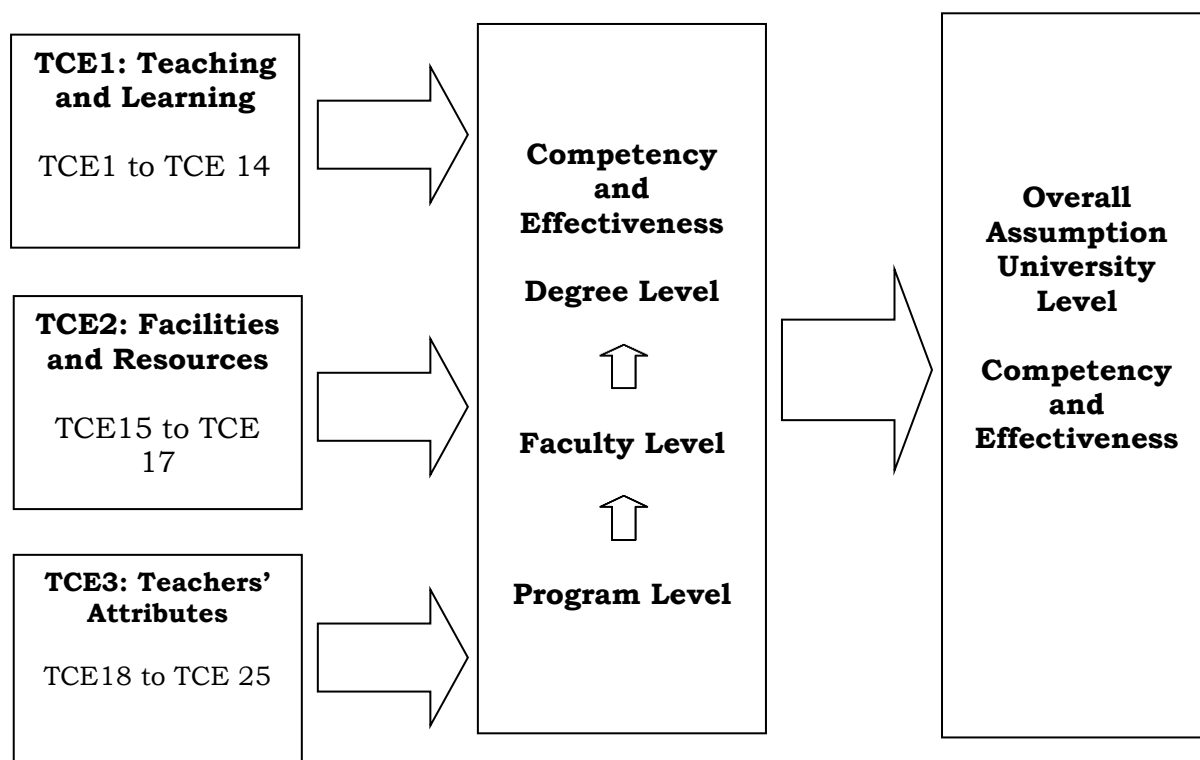 TCE1: Teaching
and Learning
TCE1 to TCE 14
TCE2: Facilities
and Resources
TCE15 to TCE
17
TCE3: Teachers’
Attributes
TCE18 to TCE 25
Competency
and
Effectiveness
Degree Level
Faculty Level
Program Level
Overall
Assumption
University
Level
Competency
and
Effectiveness